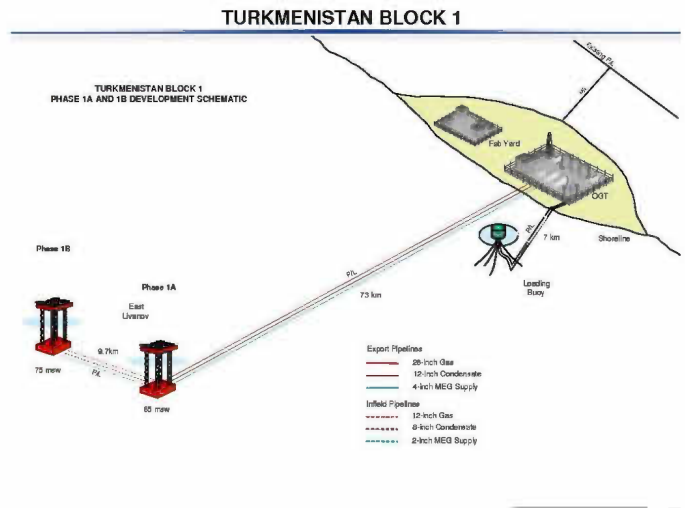 TURKMENISTAN BLOCK 1
TURKMENISTAN BLOCK 1
PHASE 1A AND 1B DEVELOPMENT SCHEMATIC
Existing P/L
Fab Yard
OGT
P/L
7 km
Shoreline
Loading
Buoy
P/L
73 km
Phase 1B
Phase 1A
East
Livanov
9.7km
P/L
75 msw
65 msw
Export Pipelines
28-Inch Gas
12-Inch Condensate
4-Inch MEG Supply
Infield Pipelines
12-Inch Gas
8-Inch Condensate
2-Inch MEG Supply